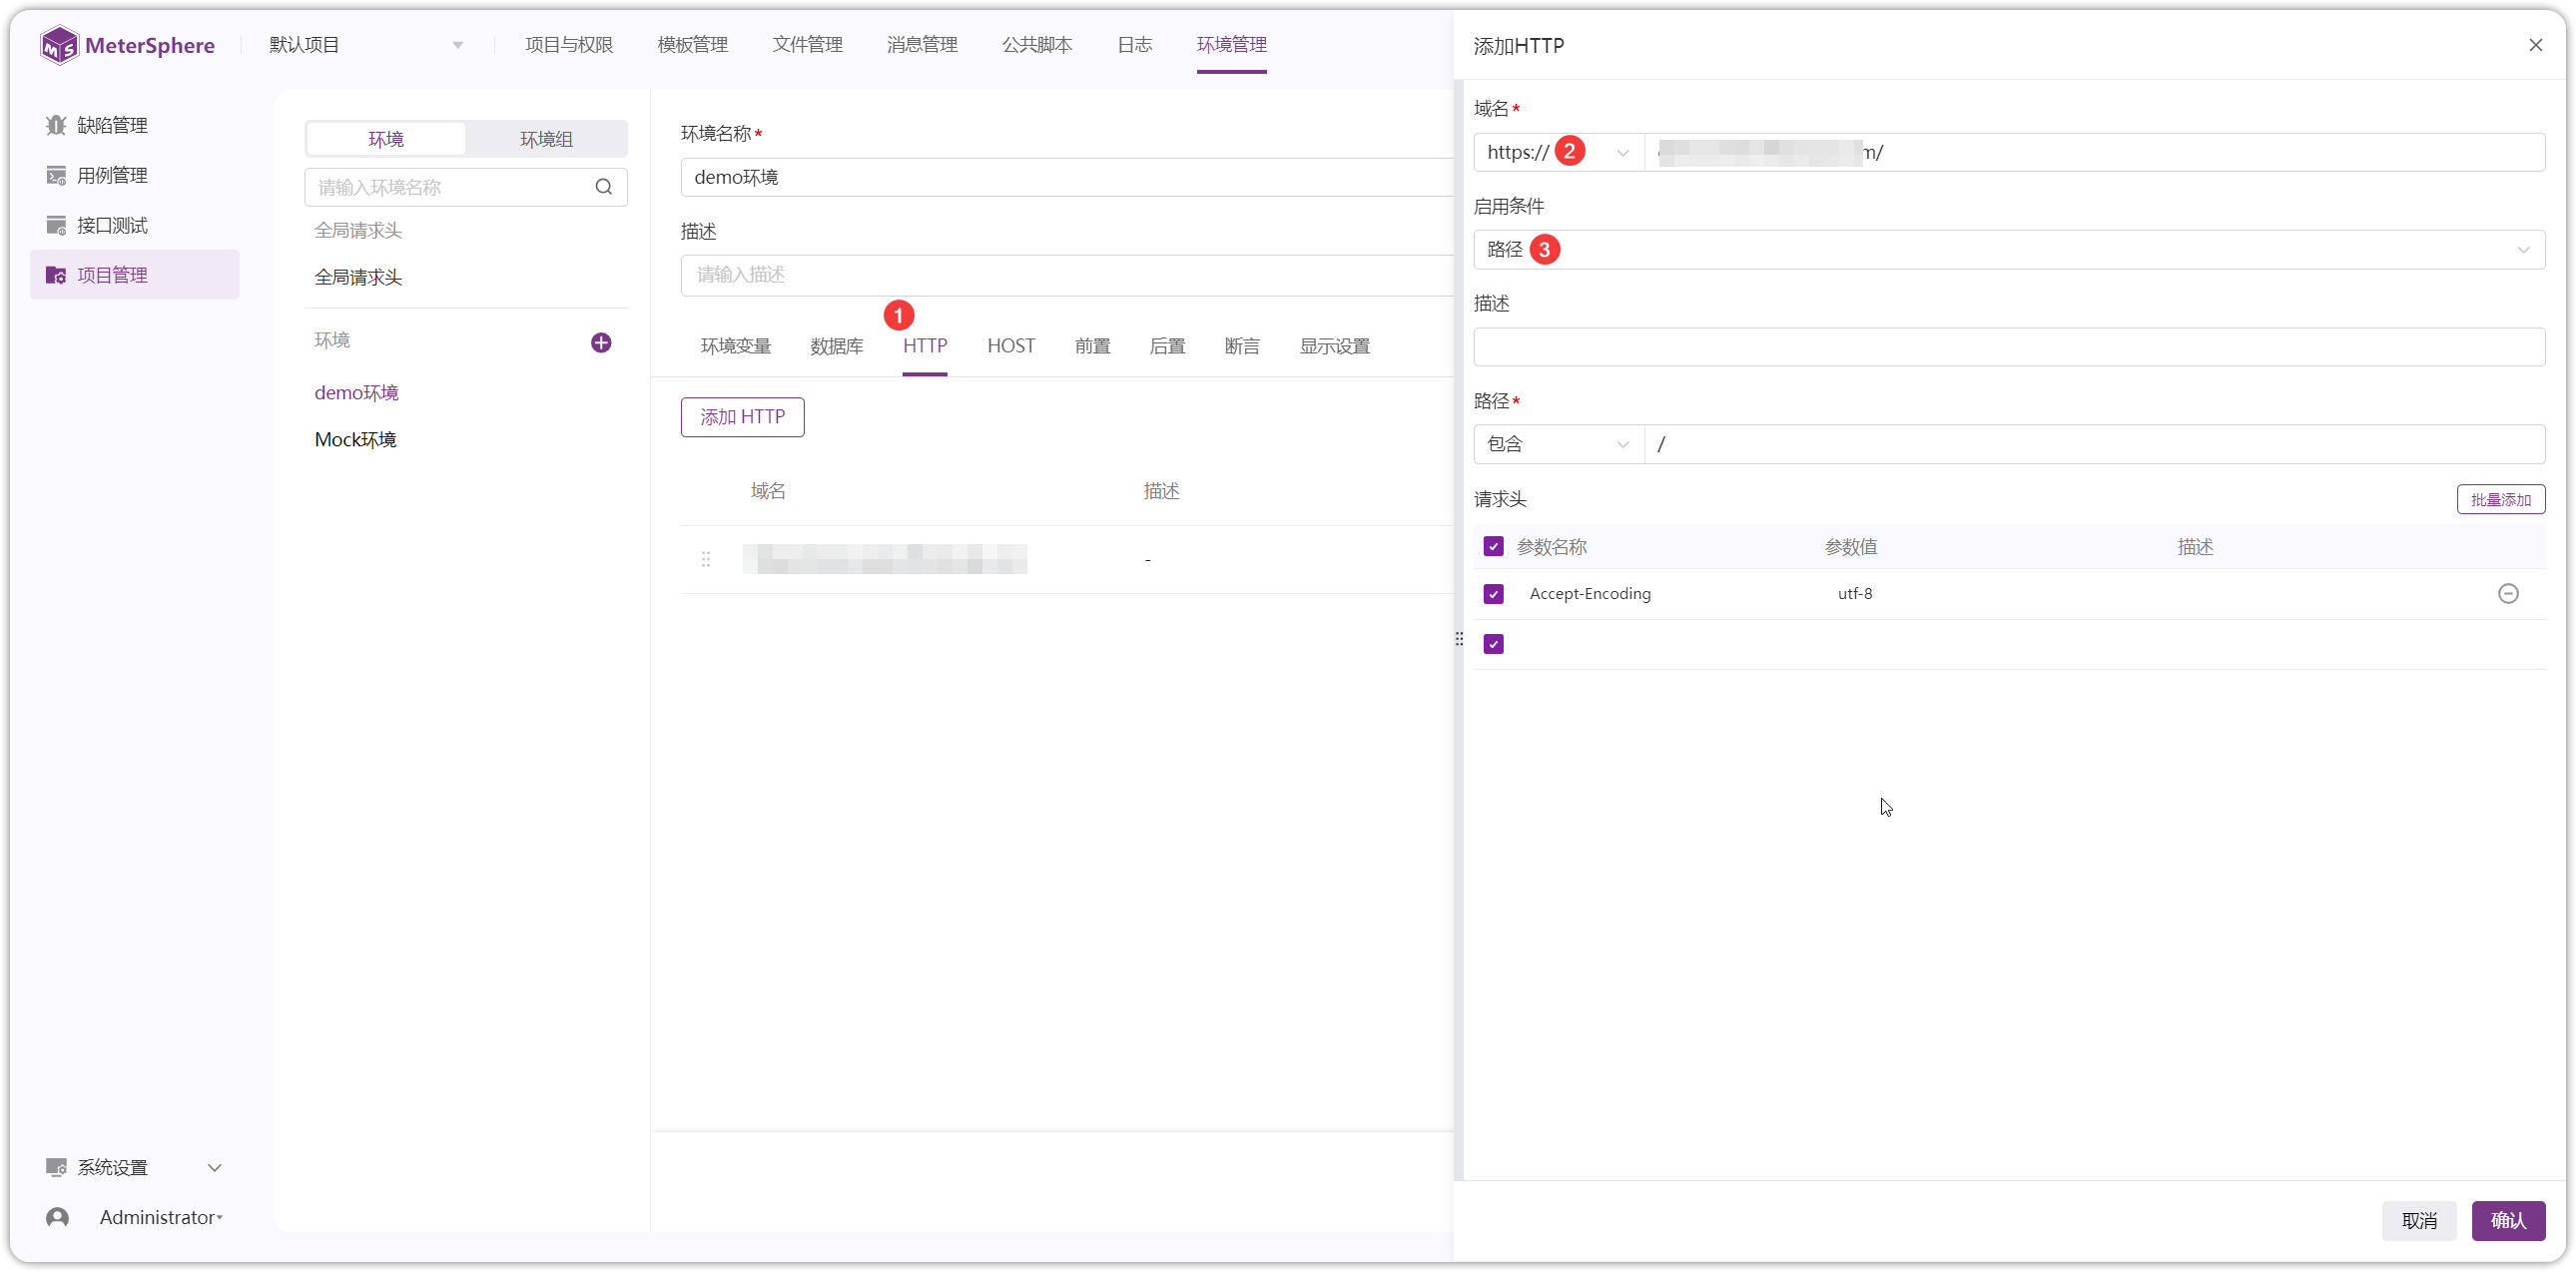 MeterSphere
默认项目
项目与权限
模板管理
文件管理
消息管理
公共脚本
日志
环境管理
缺陷管理
用例管理
接口测试
项目管理
系统设置
Administrator
环境
环境组
请输入环境名称
全局请求头
全局请求头
环境
demo环境
Mock环境
环境名称*
demo环境
描述
请输入描述
1
环境变量
数据库
HTTP
HOST
前置
后置
断言
显示设置
添加 HTTP
域名
描述
-
添加HTTP
域名*
https://
2
m/
启用条件
路径
3
描述
路径*
包含
/
请求头
批量添加
参数名称
参数值
描述
Accept-Encoding
utf-8
取消
确认